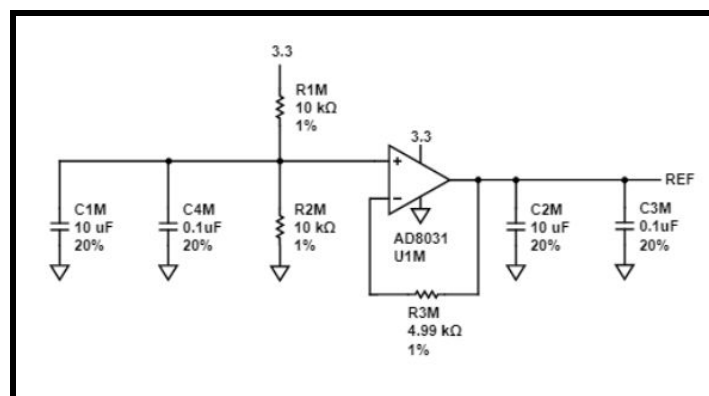 3.3
R1M
10 kΩ
1%
3.3
+
−
REF
C1M
10 uF
20%
C4M
0.1uF
20%
R2M
10 kΩ
1%
AD8031
U1M
C2M
10 uF
20%
C3M
0.1uF
20%
R3M
4.99 kΩ
1%